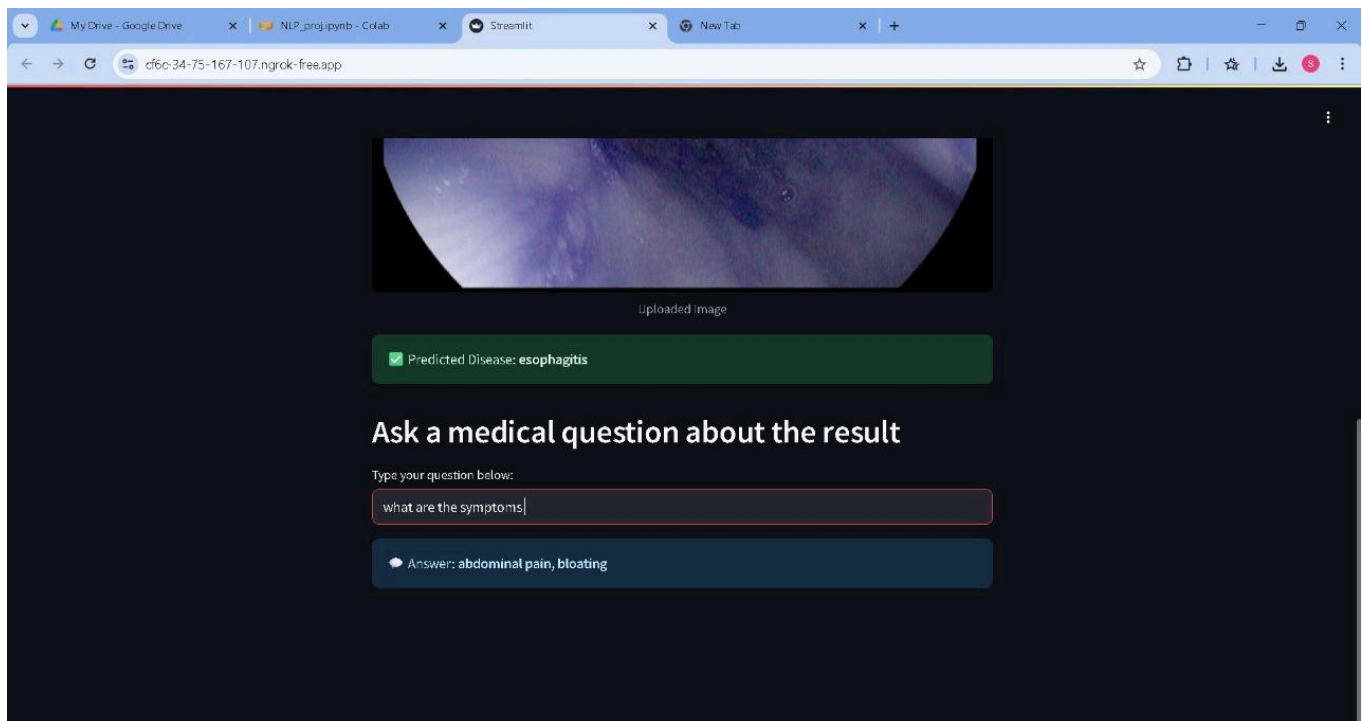 My Drive - Google Drive
NLP_proj.ipynb - Colab
Streamlit
New Tab
cf6c-34-75-167-107.ngrok-free.app
S
Uploaded Image
Predicted Disease: esophagitis
Ask a medical question about the result
Type your question below:
what are the symptoms
Answer: abdominal pain, bloating